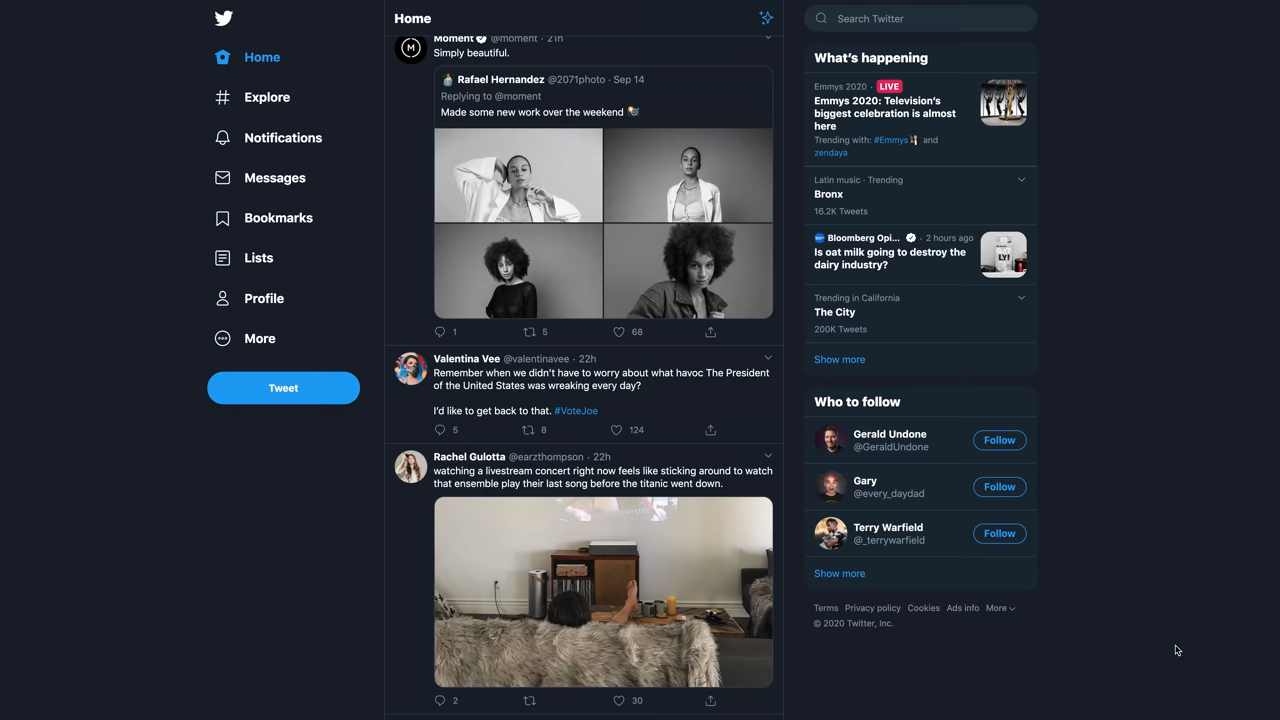 Home
Explore
Notifications
Messages
Bookmarks
Lists
Profile
More
Tweet
Home
Moment @moment · 21h
Simply beautiful.
Rafael Hernandez @2071photo · Sep 14
Replying to @moment
Made some new work over the weekend
1 5 68
Valentina Vee @valentinavee · 22h
Remember when we didn't have to worry about what havoc The President
of the United States was wreaking every day?
I'd like to get back to that. #VoteJoe
5 8 124
Rachel Gulotta @earzthompson · 22h
watching a livestream concert right now feels like sticking around to watch
that ensemble play their last song before the titanic went down.
2 30
Search Twitter
What's happening
Emmys 2020 · LIVE
Emmys 2020: Television's
biggest celebration is almost
here
Trending with: #Emmys and
zendaya
Latin music · Trending
Bronx
16.2K Tweets
Bloomberg Opi... · 2 hours ago
Is oat milk going to destroy the
dairy industry?
Trending in California
The City
200K Tweets
Show more
Who to follow
Gerald Undone
@GeraldUndone
Follow
Gary
@every_daydad
Follow
Terry Warfield
@_terrywarfield
Follow
Show more
Terms Privacy policy Cookies Ads info More
© 2020 Twitter, Inc.